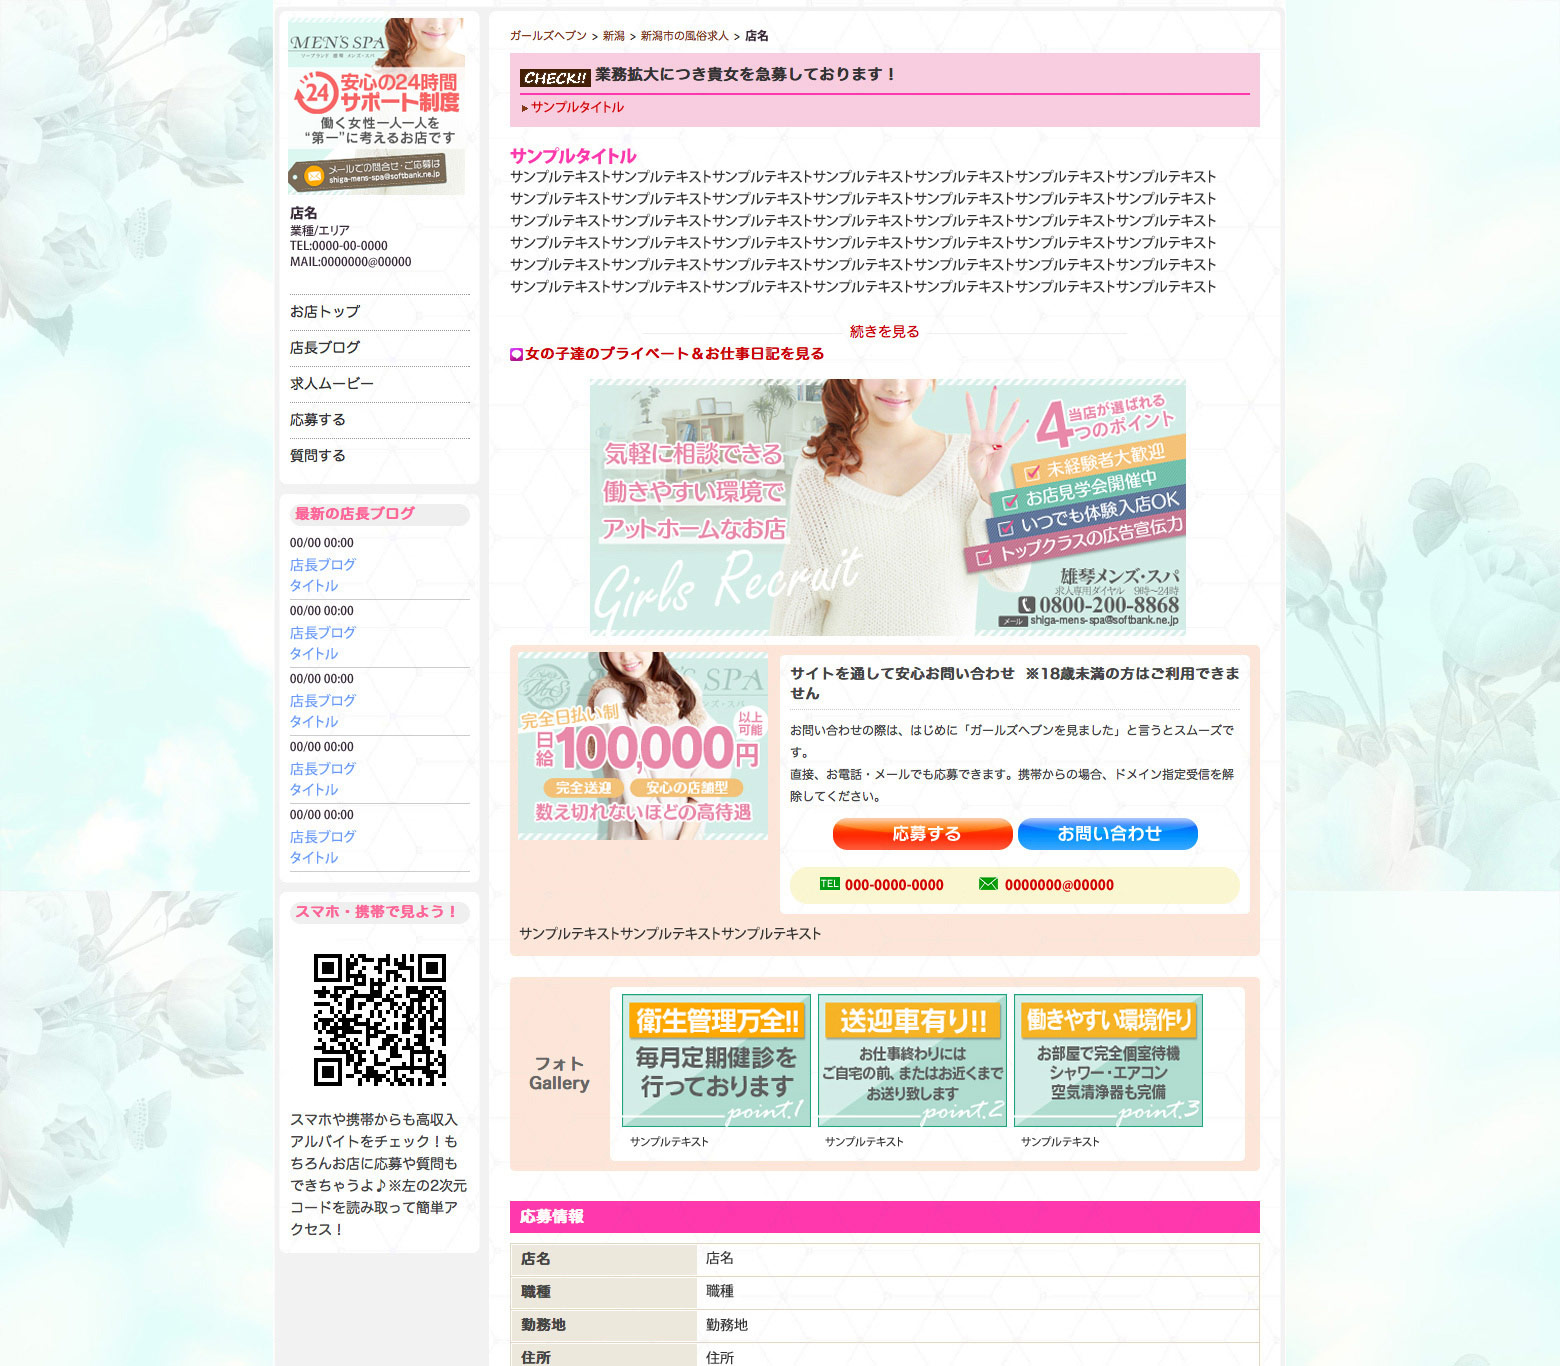 MEN'S SPA
ソープランド 雄琴 メンズ・スパ
24
安心の24時間
サポート制度
働く女性一人一人を
“第一”に考えるお店です
メールでの問合せ・ご応募は
shiga-mens-spa@softbank.ne.jp
店名
業種/エリア
TEL:0000-00-0000
MAIL:0000000@00000
お店トップ
店長ブログ
求人ムービー
応募する
質問する
最新の店長ブログ
00/00 00:00
店長ブログ
タイトル
00/00 00:00
店長ブログ
タイトル
00/00 00:00
店長ブログ
タイトル
00/00 00:00
店長ブログ
タイトル
00/00 00:00
店長ブログ
タイトル
スマホ・携帯で見よう！
スマホや携帯からも高収入
アルバイトをチェック！も
ちろんお店に応募や質問も
できちゃうよ♪※左の2次元
コードを読み取って簡単ア
クセス！
ガールズヘブン > 新潟 > 新潟市の風俗求人 > 店名
CHECK!! 業務拡大につき貴女を急募しております！
サンプルタイトル
サンプルタイトル
サンプルテキストサンプルテキストサンプルテキストサンプルテキストサンプルテキストサンプルテキストサンプルテキスト
サンプルテキストサンプルテキストサンプルテキストサンプルテキストサンプルテキストサンプルテキストサンプルテキスト
サンプルテキストサンプルテキストサンプルテキストサンプルテキストサンプルテキストサンプルテキストサンプルテキスト
サンプルテキストサンプルテキストサンプルテキストサンプルテキストサンプルテキストサンプルテキストサンプルテキスト
サンプルテキストサンプルテキストサンプルテキストサンプルテキストサンプルテキストサンプルテキストサンプルテキスト
サンプルテキストサンプルテキストサンプルテキストサンプルテキストサンプルテキストサンプルテキストサンプルテキスト
続きを見る
女の子達のプライベート＆お仕事日記を見る
気軽に相談できる
働きやすい環境で
アットホームなお店
Girls Recruit
4
当店が選ばれる
つのポイント
未経験者大歓迎
お店見学会開催中
いつでも体験入店OK
トップクラスの広告宣伝力
雄琴メンズ・スパ
求人専用ダイヤル 9時〜24時
0800-200-8868
メール shiga-mens-spa@softbank.ne.jp
MEN'S SPA
メンズ・スパ
完全日払い制
日給100,000円
以上可能
完全送迎
安心の店舗型
数え切れないほどの高待遇
サイトを通して安心お問い合わせ ※18歳未満の方はご利用できま
せん
お問い合わせの際は、はじめに「ガールズヘブンを見ました」と言うとスムーズで
す。
直接、お電話・メールでも応募できます。携帯からの場合、ドメイン指定受信を解
除してください。
応募する
お問い合わせ
TEL 000-0000-0000
0000000@00000
サンプルテキストサンプルテキストサンプルテキスト
フォト
Gallery
衛生管理万全!!
毎月定期健診を
行っております
point.1
サンプルテキスト
送迎車有り!!
お仕事終わりには
ご自宅の前、またはお近くまで
お送り致します
point.2
サンプルテキスト
働きやすい環境作り
お部屋で完全個室待機
シャワー・エアコン
空気清浄器も完備
point.3
サンプルテキスト
応募情報
店名 店名
職種 職種
勤務地 勤務地
住所 住所